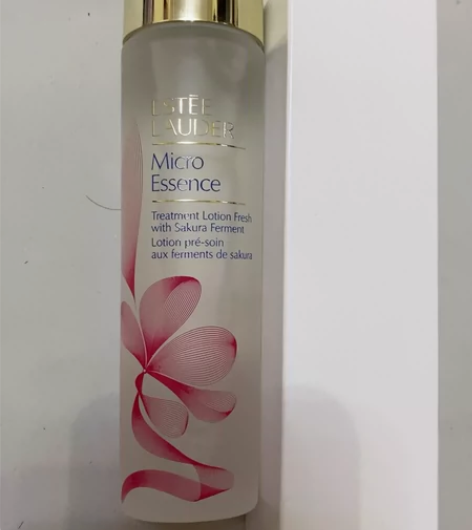 ESTĒE
LAUDER
Micro
Essence
Treatment Lotion Fresh
with Sakura Ferment
Lotion pré-soin
aux ferments de sakura